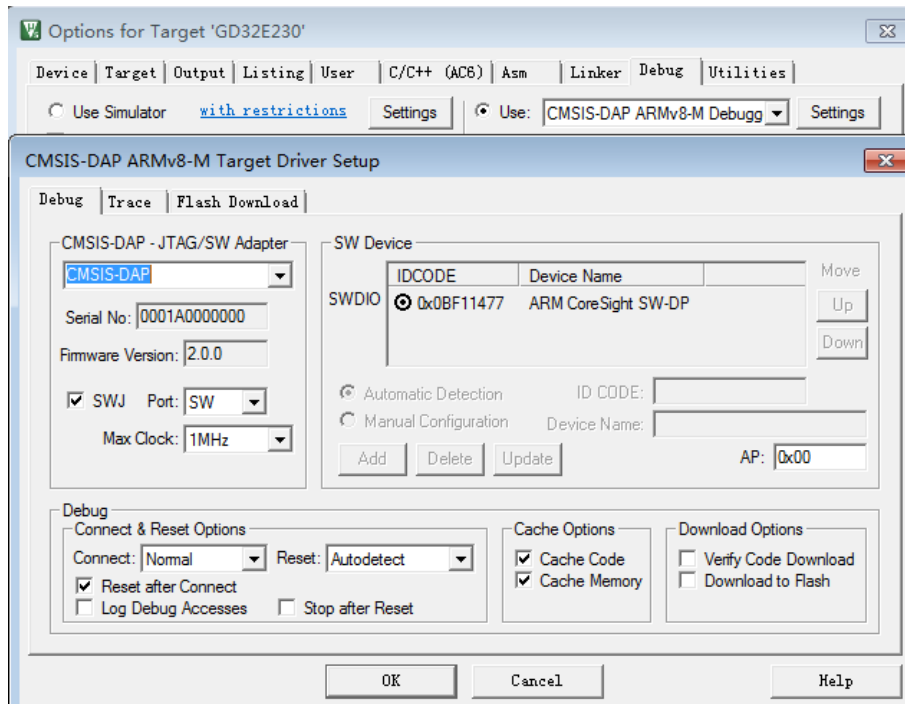 Options for Target 'GD32E230'
Device Target Output Listing User C/C++ (AC6) Asm Linker Debug Utilities
Use Simulator with restrictions Settings Use: CMSIS-DAP ARMv8-M Debugg Settings
CMSIS-DAP ARMv8-M Target Driver Setup
Debug Trace Flash Download
CMSIS-DAP - JTAG/SW Adapter
CMSIS-DAP
Serial No: 0001A0000000
Firmware Version: 2.0.0
SWJ Port: SW
Max Clock: 1MHz
SW Device
IDCODE Device Name
SWDIO 0x0BF11477 ARM CoreSight SW-DP
Move
Up
Down
Automatic Detection ID CODE:
Manual Configuration Device Name:
Add Delete Update AP: 0x00
Debug
Connect & Reset Options
Connect: Normal Reset: Autodetect
Reset after Connect
Log Debug Accesses Stop after Reset
Cache Options
Cache Code
Cache Memory
Download Options
Verify Code Download
Download to Flash
OK Cancel Help